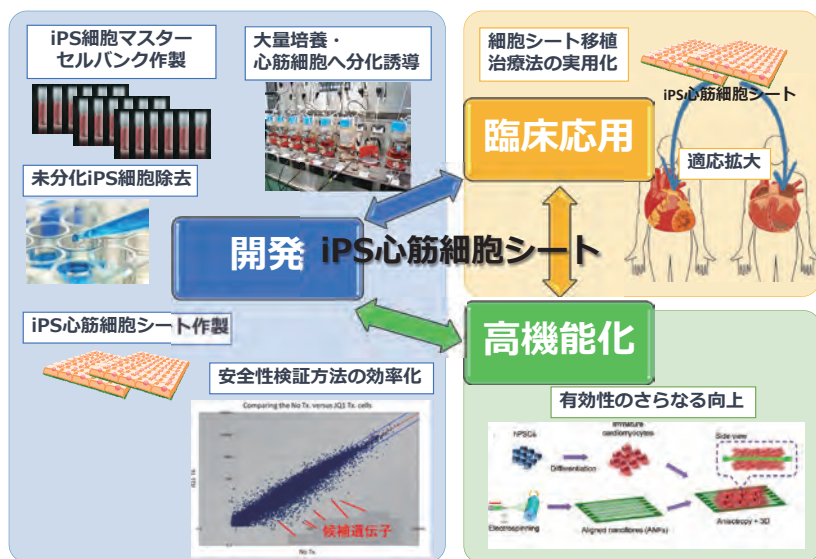 iPS細胞マスター
セルバンク作製
大量培養・
心筋細胞へ分化誘導
未分化iPS細胞除去
開発
iPS心筋細胞シート
iPS心筋細胞シート作製
安全性検証方法の効率化
Comparing the No Tx. versus JQ1 Tx. cells
候補遺伝子
No Tx.
細胞シート移植
治療法の実用化
iPS心筋細胞シート
臨床応用
適応拡大
高機能化
有効性のさらなる向上
hPSCs
Immature
cardiomyocytes
Side-view
Differentiation
Electrospinning
Aligned nanofibres (ANFs)
Anisotropy + 3D